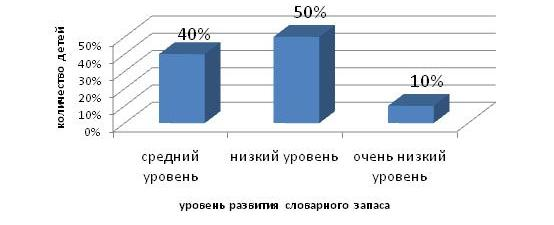 количество детей
50%
40%
30%
20%
10%
0%
40%
50%
10%
средний уровень
низкий уровень
очень низкий уровень
уровень развития словарного запаса